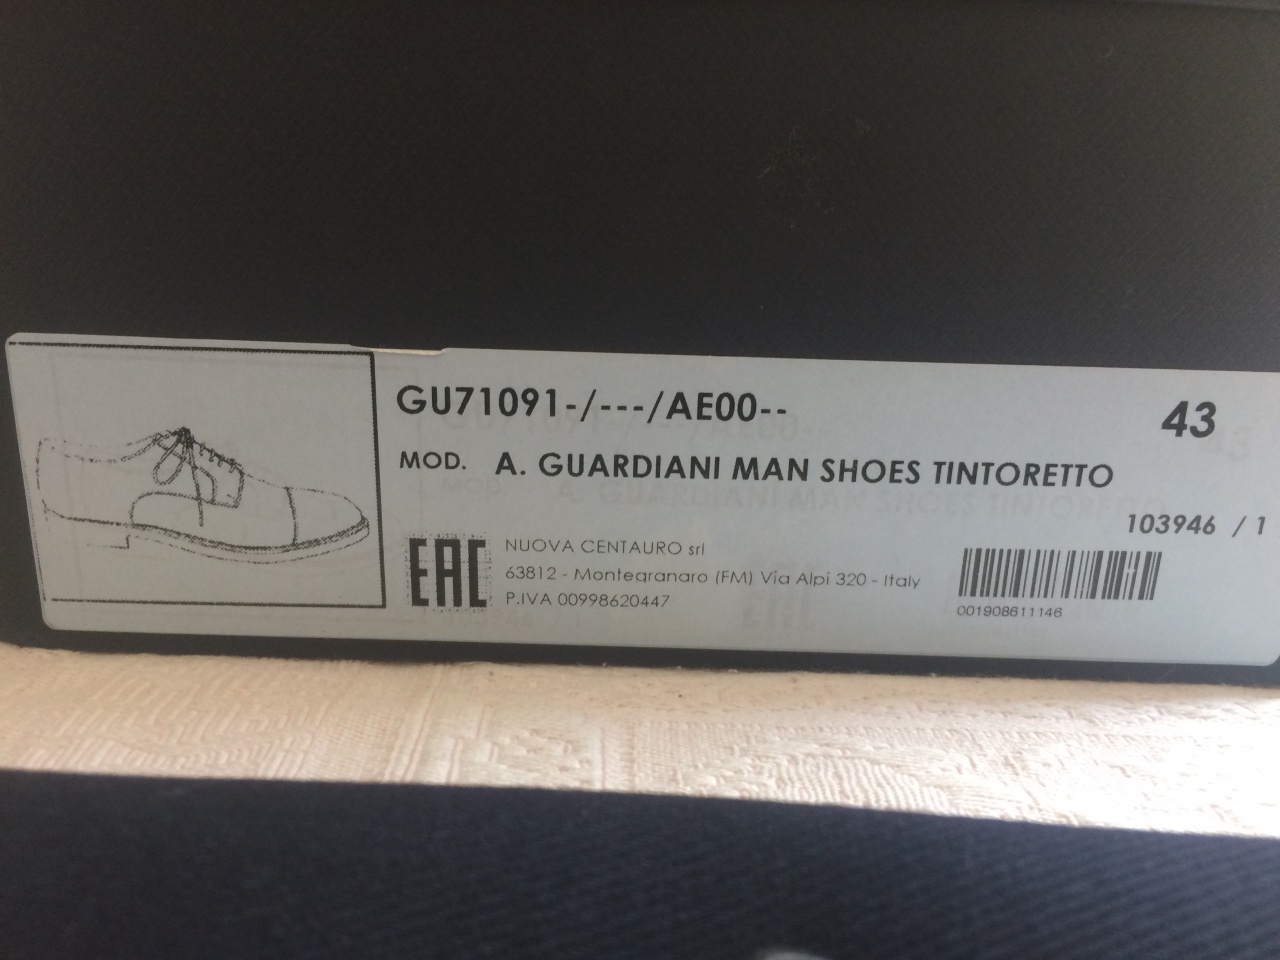 GU71091-/---/AE00--
43
MOD. A. GUARDIANI MAN SHOES TINTORETTO
103946 / 1
EAC
NUOVA CENTAURO srl
63812 - Montegranaro (FM) Via Alpi 320 - Italy
P.IVA 00998620447
001908611146